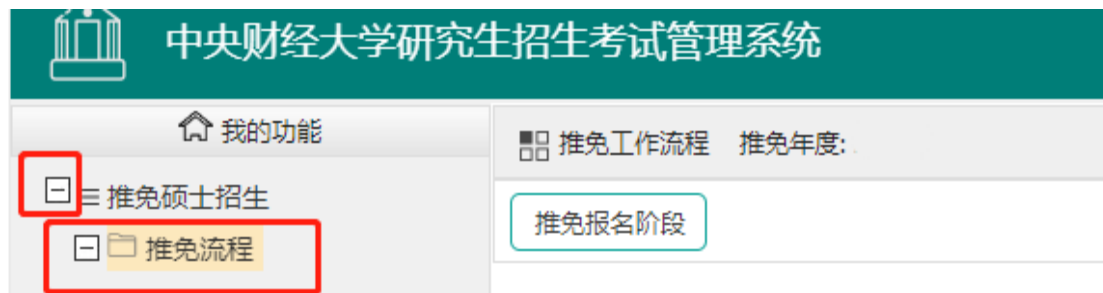 中央财经大学研究生招生考试管理系统
我的功能
推免工作流程 推免年度:
推免硕士招生
推免报名阶段
推免流程